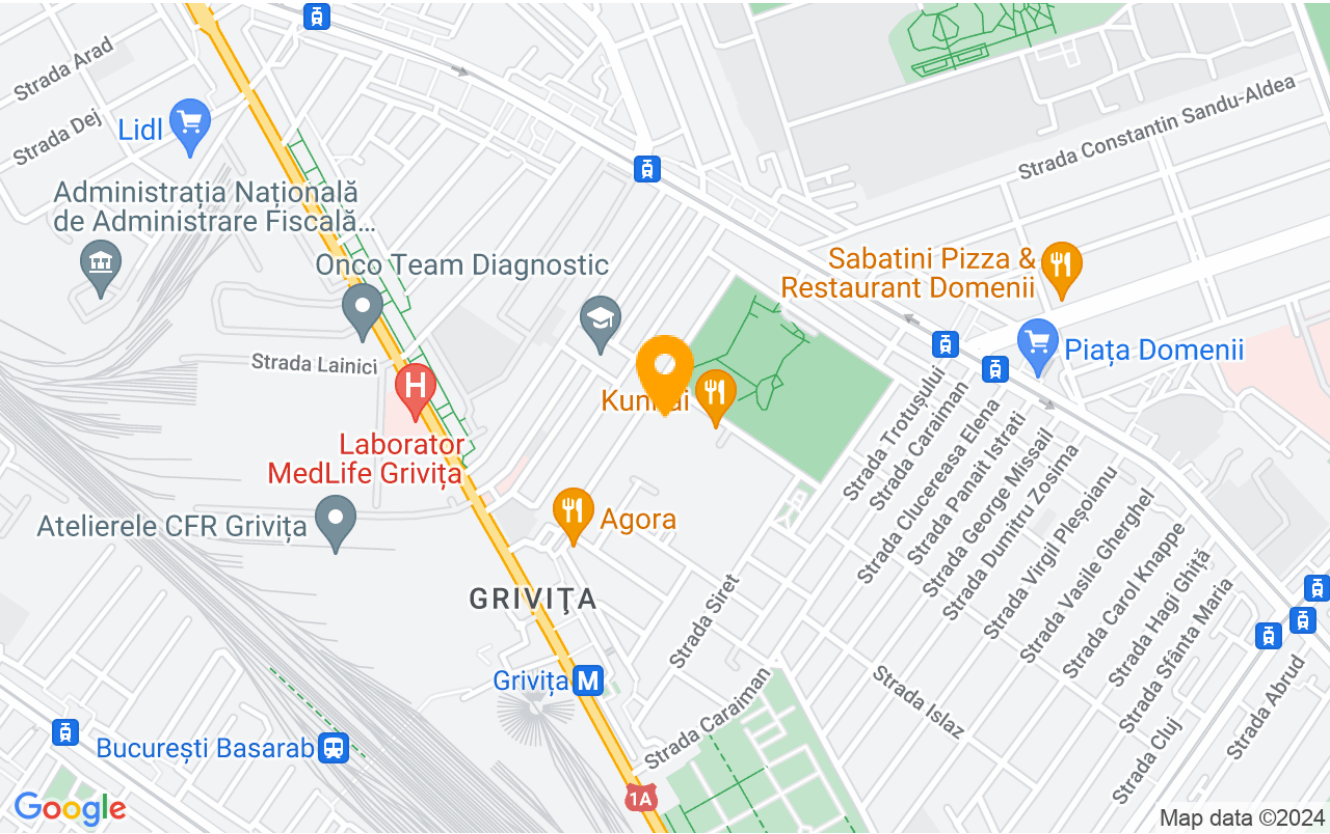 Strada Arad
Strada Dej
Lidl
Strada Constantin Sandu-Aldea
Administrația Națională
de Administrare Fiscală...
Onco Team Diagnostic
Sabatini Pizza &
Restaurant Domenii
Strada Lainici
H
Piața Domenii
Laborator
MedLife Grivița
Strada Trotușului
Strada Caraiman
Strada Clucereasa Elena
Strada Panait Istrati
Strada George Missail
Strada Dumitru Zosima
Strada Virgil Pleșoianu
Strada Vasile Gherghel
Strada Carol Knappe
Strada Hagi Ghiță
Strada Sfânta Maria
Atelierele CFR Grivița
Agora
GRIVIŢA
Strada Siret
Grivița M
Strada Caraiman
Strada Islaz
Strada Cluj
Strada Abrud
București Basarab
1A
Google
Map data ©2024